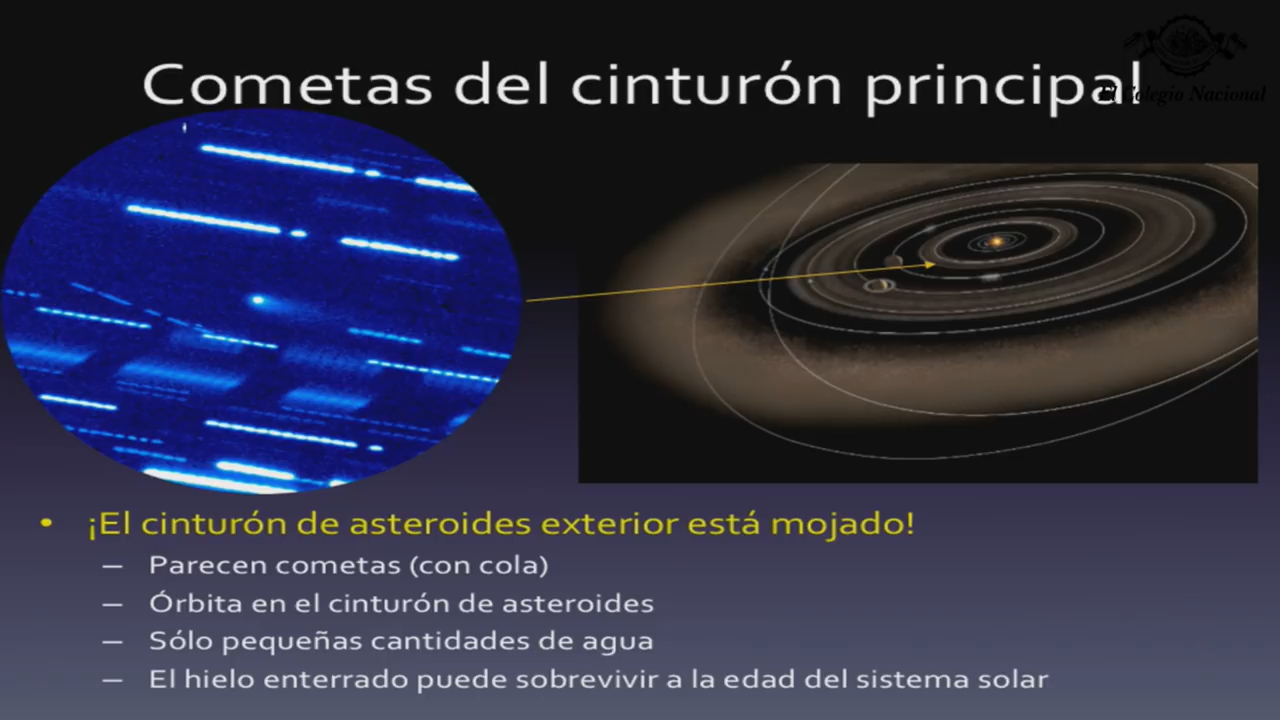 Cometas del cinturón principal
El Colegio Nacional
• ¡El cinturón de asteroides exterior está mojado!
– Parecen cometas (con cola)
– Órbita en el cinturón de asteroides
– Sólo pequeñas cantidades de agua
– El hielo enterrado puede sobrevivir a la edad del sistema solar